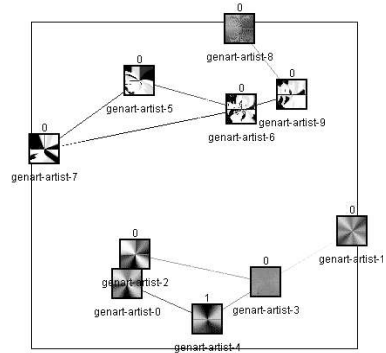 0
genart-artist-8
0
genart-artist-5
0
genart-artist-9
0
genart-artist-6
0
genart-artist-7
0
genart-artist-1
0
genart-artist-2
genart-artist-0
0
genart-artist-3
1
genart-artist-4